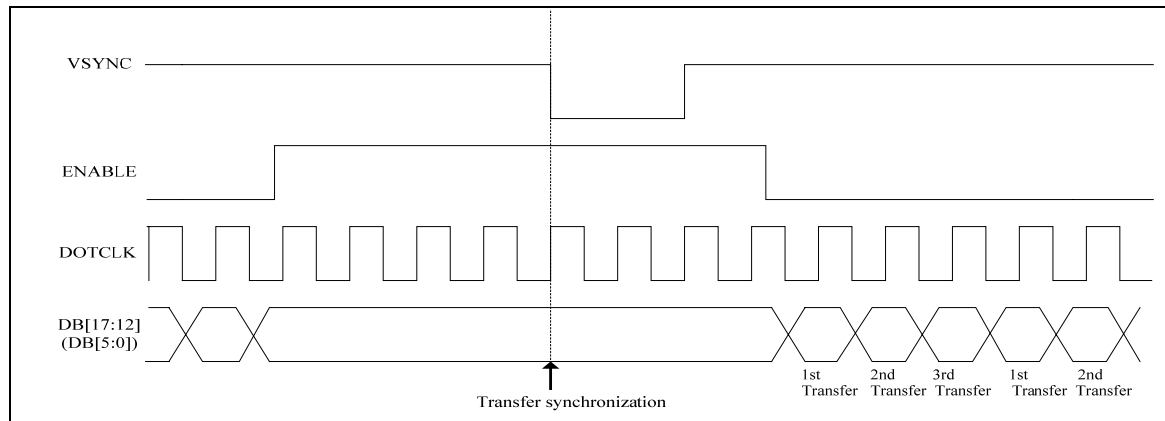 VSYNC
ENABLE
DOTCLK
DB[17:12]
(DB[5:0])
1st
Transfer
2nd
Transfer
3rd
Transfer
1st
Transfer
2nd
Transfer
Transfer synchronization